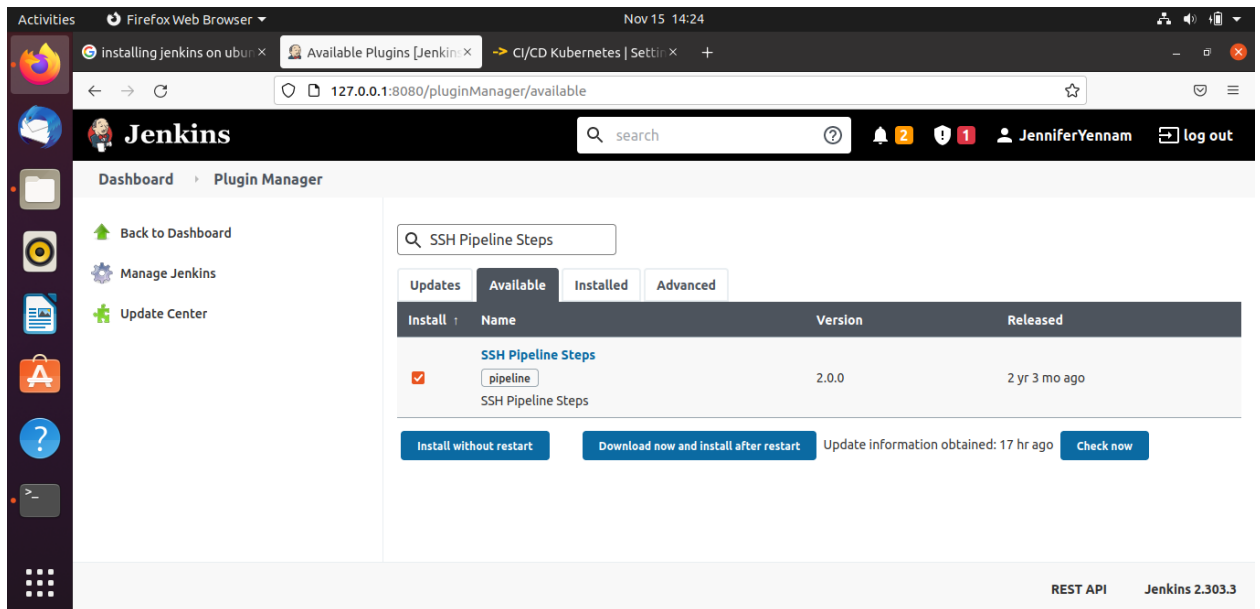 Activities Firefox Web Browser Nov 15 14:24
installing jenkins on ubun Available Plugins [Jenkins CI/CD Kubernetes | Settin
127.0.0.1:8080/pluginManager/available
Jenkins search 2 1 JenniferYennam log out
Dashboard Plugin Manager
Back to Dashboard
Manage Jenkins
Update Center
SSH Pipeline Steps
Updates Available Installed Advanced
Install ↑ Name Version Released
SSH Pipeline Steps
pipeline 2.0.0 2 yr 3 mo ago
SSH Pipeline Steps
Install without restart Download now and install after restart Update information obtained: 17 hr ago Check now
REST API Jenkins 2.303.3